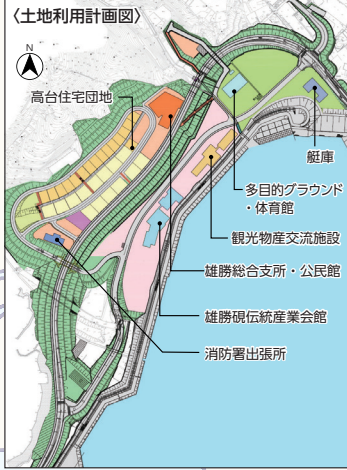 〈土地利用計画図〉
N
高台住宅団地
艇庫
多目的グラウンド
・体育館
観光物産交流施設
雄勝総合支所・公民館
雄勝硯伝統産業会館
消防署出張所